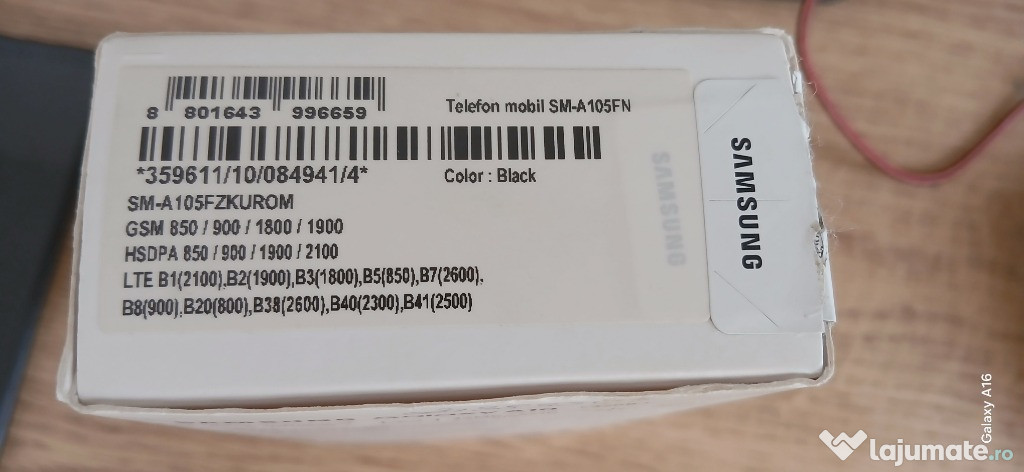 8 801643 996659
Telefon mobil SM-A105FN
*359611/10/084941/4*
Color : Black
SM-A105FZKUROM
GSM 850 / 900 / 1800 / 1900
HSDPA 850 / 900 / 1900 / 2100
LTE B1(2100),B2(1900),B3(1800),B5(850),B7(2600),
B8(900),B20(800),B38(2600),B40(2300),B41(2500)
SAMSUNG
SAMSUNG
Galaxy A16
lajumate.ro